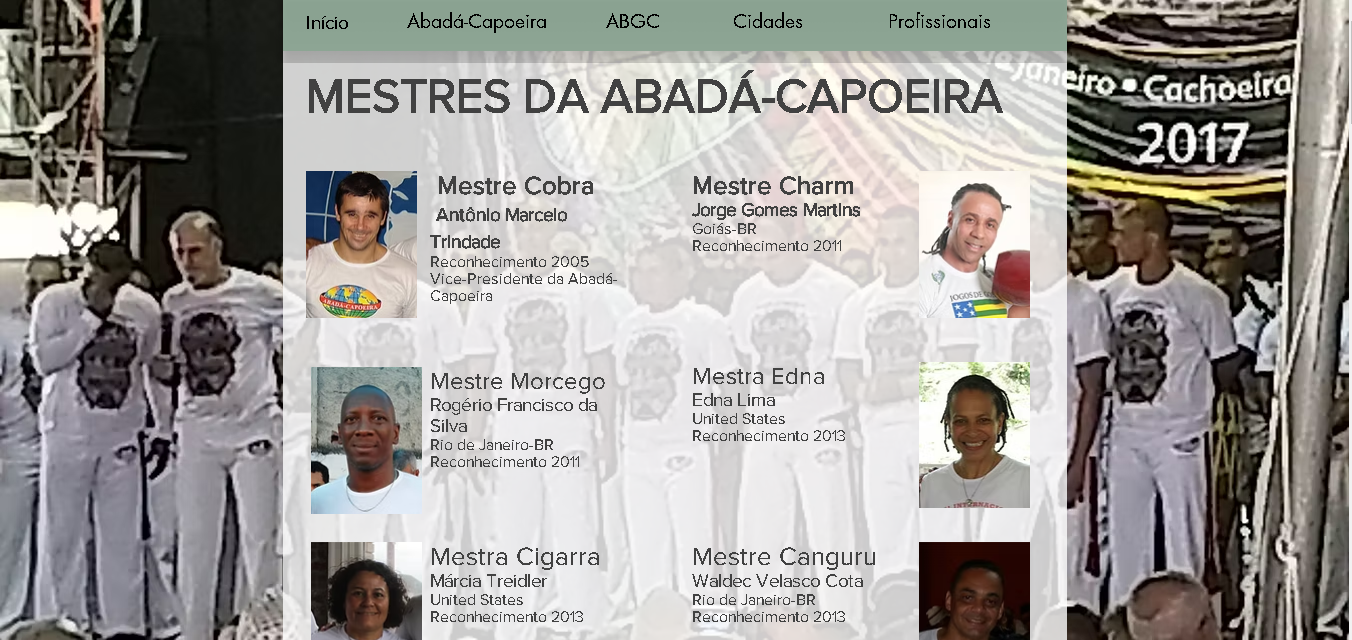 Início Abadá-Capoeira ABGC Cidades Profissionais
MESTRES DA ABADÁ-CAPOEIRA
Cachoeira
2017
Mestre Cobra
Antônio Marcelo
Trindade
Reconhecimento 2005
Vice-Presidente da Abadá-
Capoeira
ABADÁ-CAPOEIRA
Mestre Charm
Jorge Gomes Martins
Goiás-BR
Reconhecimento 2011
JOGOS
Mestre Morcego
Rogério Francisco da
Silva
Rio de Janeiro-BR
Reconhecimento 2011
Mestra Edna
Edna Lima
United States
Reconhecimento 2013
Mestra Cigarra
Márcia Treidler
United States
Reconhecimento 2013
Mestre Canguru
Waldec Velasco Cota
Rio de Janeiro-BR
Reconhecimento 2013